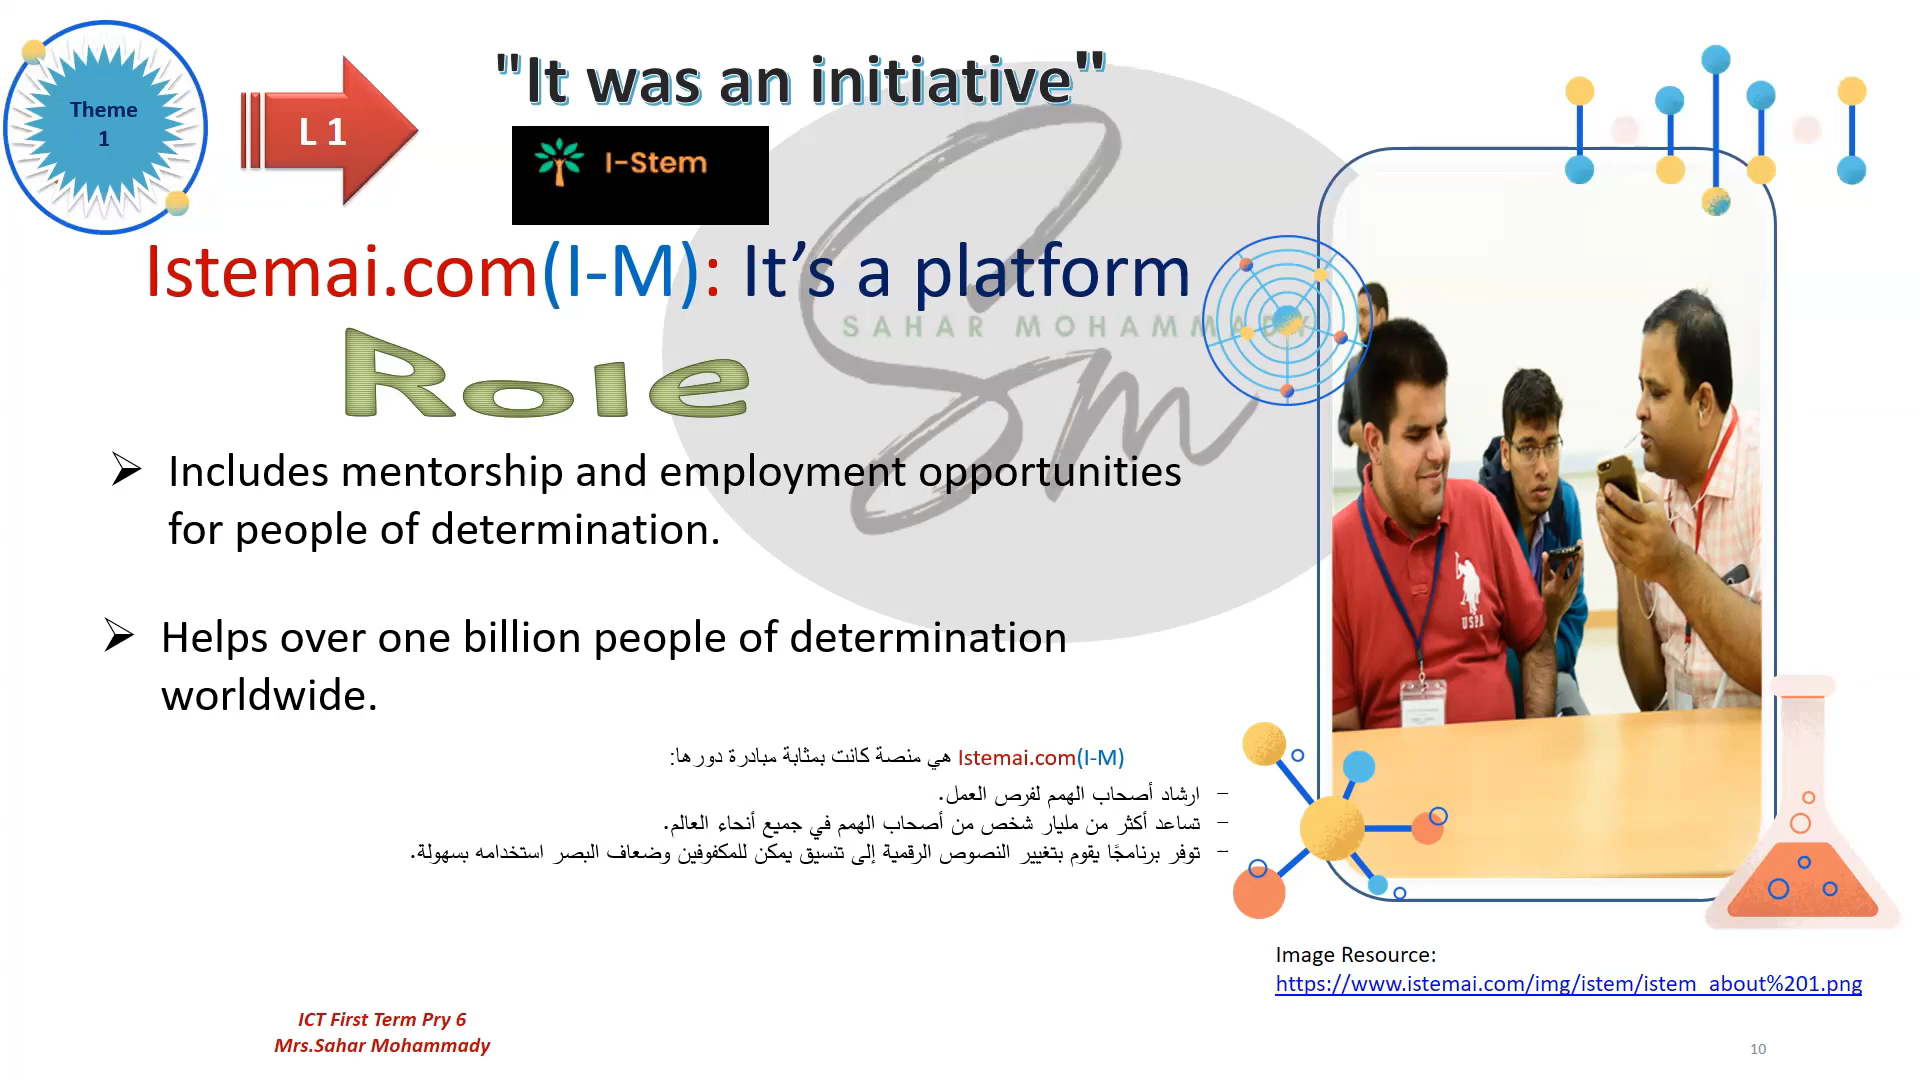 Theme
1
L 1
"It was an initiative"
I-Stem
Istemai.com(I-M): It’s a platform
SAHAR MOHAMMADY
Sm
Role
➢ Includes mentorship and employment opportunities
for people of determination.
➢ Helps over one billion people of determination
worldwide.
USPA
Istemai.com(I-M) هي منصة كانت بمثابة مبادرة دورها:
– ارشاد أصحاب الهمم لفرص العمل.
– تساعد أكثر من مليار شخص من أصحاب الهمم في جميع أنحاء العالم.
– توفر برنامجًا يقوم بتغيير النصوص الرقمية إلى تنسيق يمكن للمكفوفين وضعاف البصر استخدامه بسهولة.
Image Resource:
https://www.istemai.com/img/istem/istem_about%201.png
ICT First Term Pry 6
Mrs.Sahar Mohammady
10